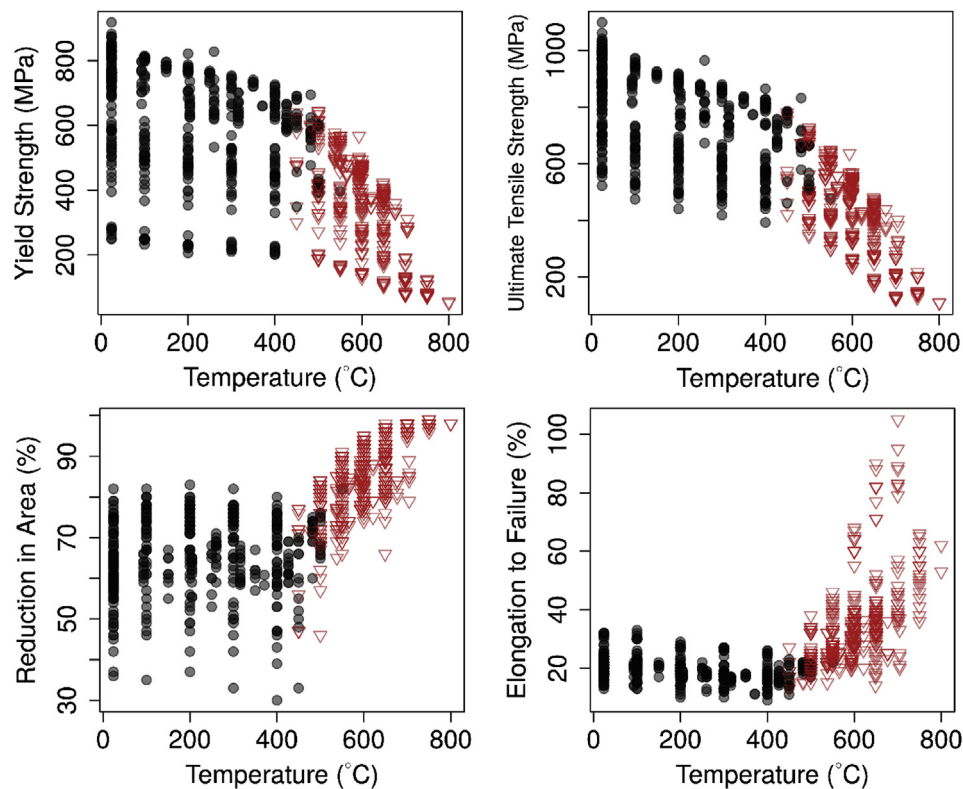 Yield Strength (MPa)
800
600
400
200
0 200 400 600 800
Temperature (°C)
Ultimate Tensile Strength (MPa)
1000
600
200
0 200 400 600 800
Temperature (°C)
Reduction in Area (%)
90
70
50
30
0 200 400 600 800
Temperature (°C)
Elongation to Failure (%)
100
80
60
40
20
0 200 400 600 800
Temperature (°C)